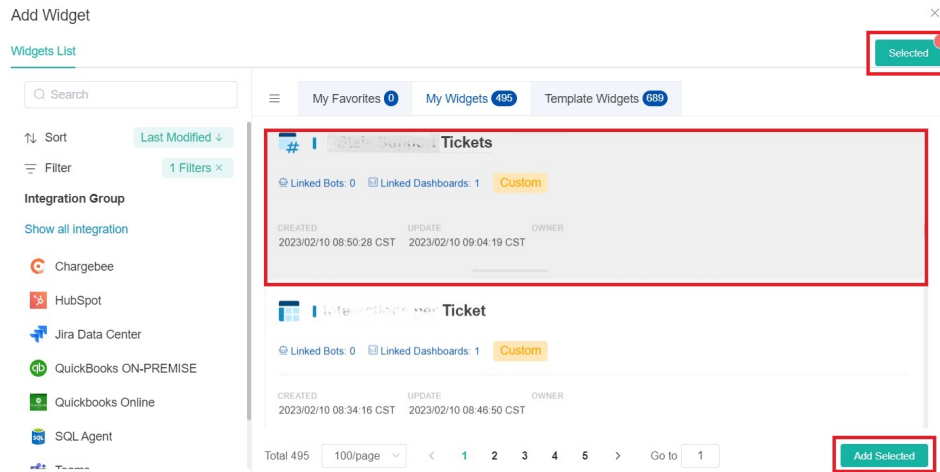 Add Widget
Widgets List
Selected
Search
My Favorites 0
My Widgets 495
Template Widgets 689
Sort
Last Modified ↓
Filter
1 Filters ×
Integration Group
Show all integration
Chargebee
HubSpot
Jira Data Center
QuickBooks ON-PREMISE
Quickbooks Online
SQL Agent
Teams
Tickets
Linked Bots: 0 Linked Dashboards: 1 Custom
CREATED UPDATE OWNER
2023/02/10 08:50:28 CST 2023/02/10 09:04:19 CST
Ticket
Linked Bots: 0 Linked Dashboards: 1 Custom
CREATED UPDATE OWNER
2023/02/10 08:34:16 CST 2023/02/10 08:46:50 CST
Total 495 100/page < 1 2 3 4 5 > Go to 1
Add Selected